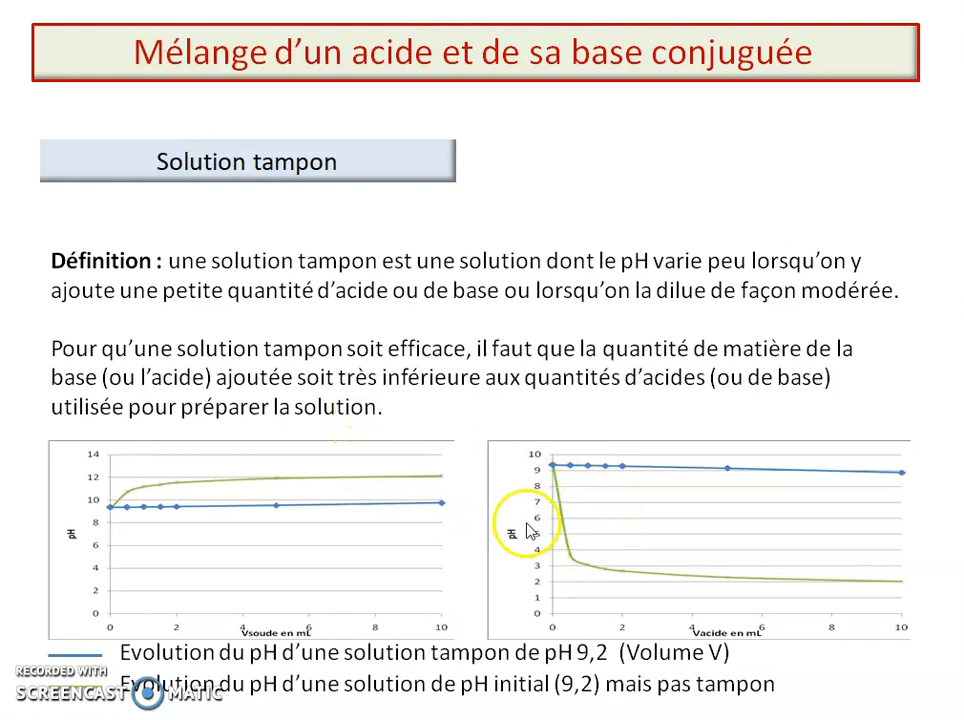 Mélange d’un acide et de sa base conjuguée
Solution tampon
Définition : une solution tampon est une solution dont le pH varie peu lorsqu’on y
ajoute une petite quantité d’acide ou de base ou lorsqu’on la dilue de façon modérée.
Pour qu’une solution tampon soit efficace, il faut que la quantité de matière de la
base (ou l’acide) ajoutée soit très inférieure aux quantités d’acides (ou de base)
utilisée pour préparer la solution.
14
12
10
8
6
4
2
0
pH
0 2 4 6 8 10
Vsoude en mL
10
9
8
7
6
5
4
3
2
1
0
pH
0 2 4 6 8 10
Vacide en mL
Evolution du pH d’une solution tampon de pH 9,2 (Volume V)
Evolution du pH d’une solution de pH initial (9,2) mais pas tampon
RECORDED WITH
SCREENCAST MATIC